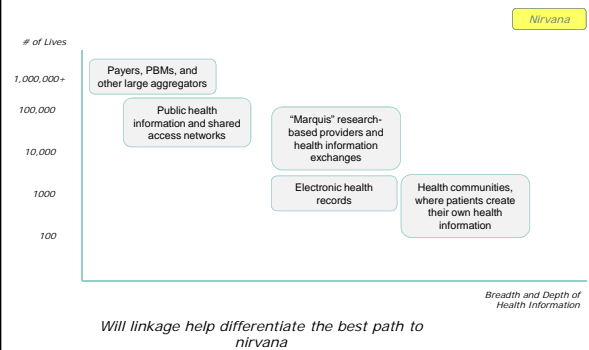 Nirvana
# of Lives
1,000,000+
Payers, PBMs, and
other large aggregators
100,000
Public health
information and shared
access networks
"Marquis" research-
based providers and
health information
exchanges
10,000
1000
Electronic health
records
Health communities,
where patients create
their own health
information
100
Breadth and Depth of
Health Information
Will linkage help differentiate the best path to
nirvana